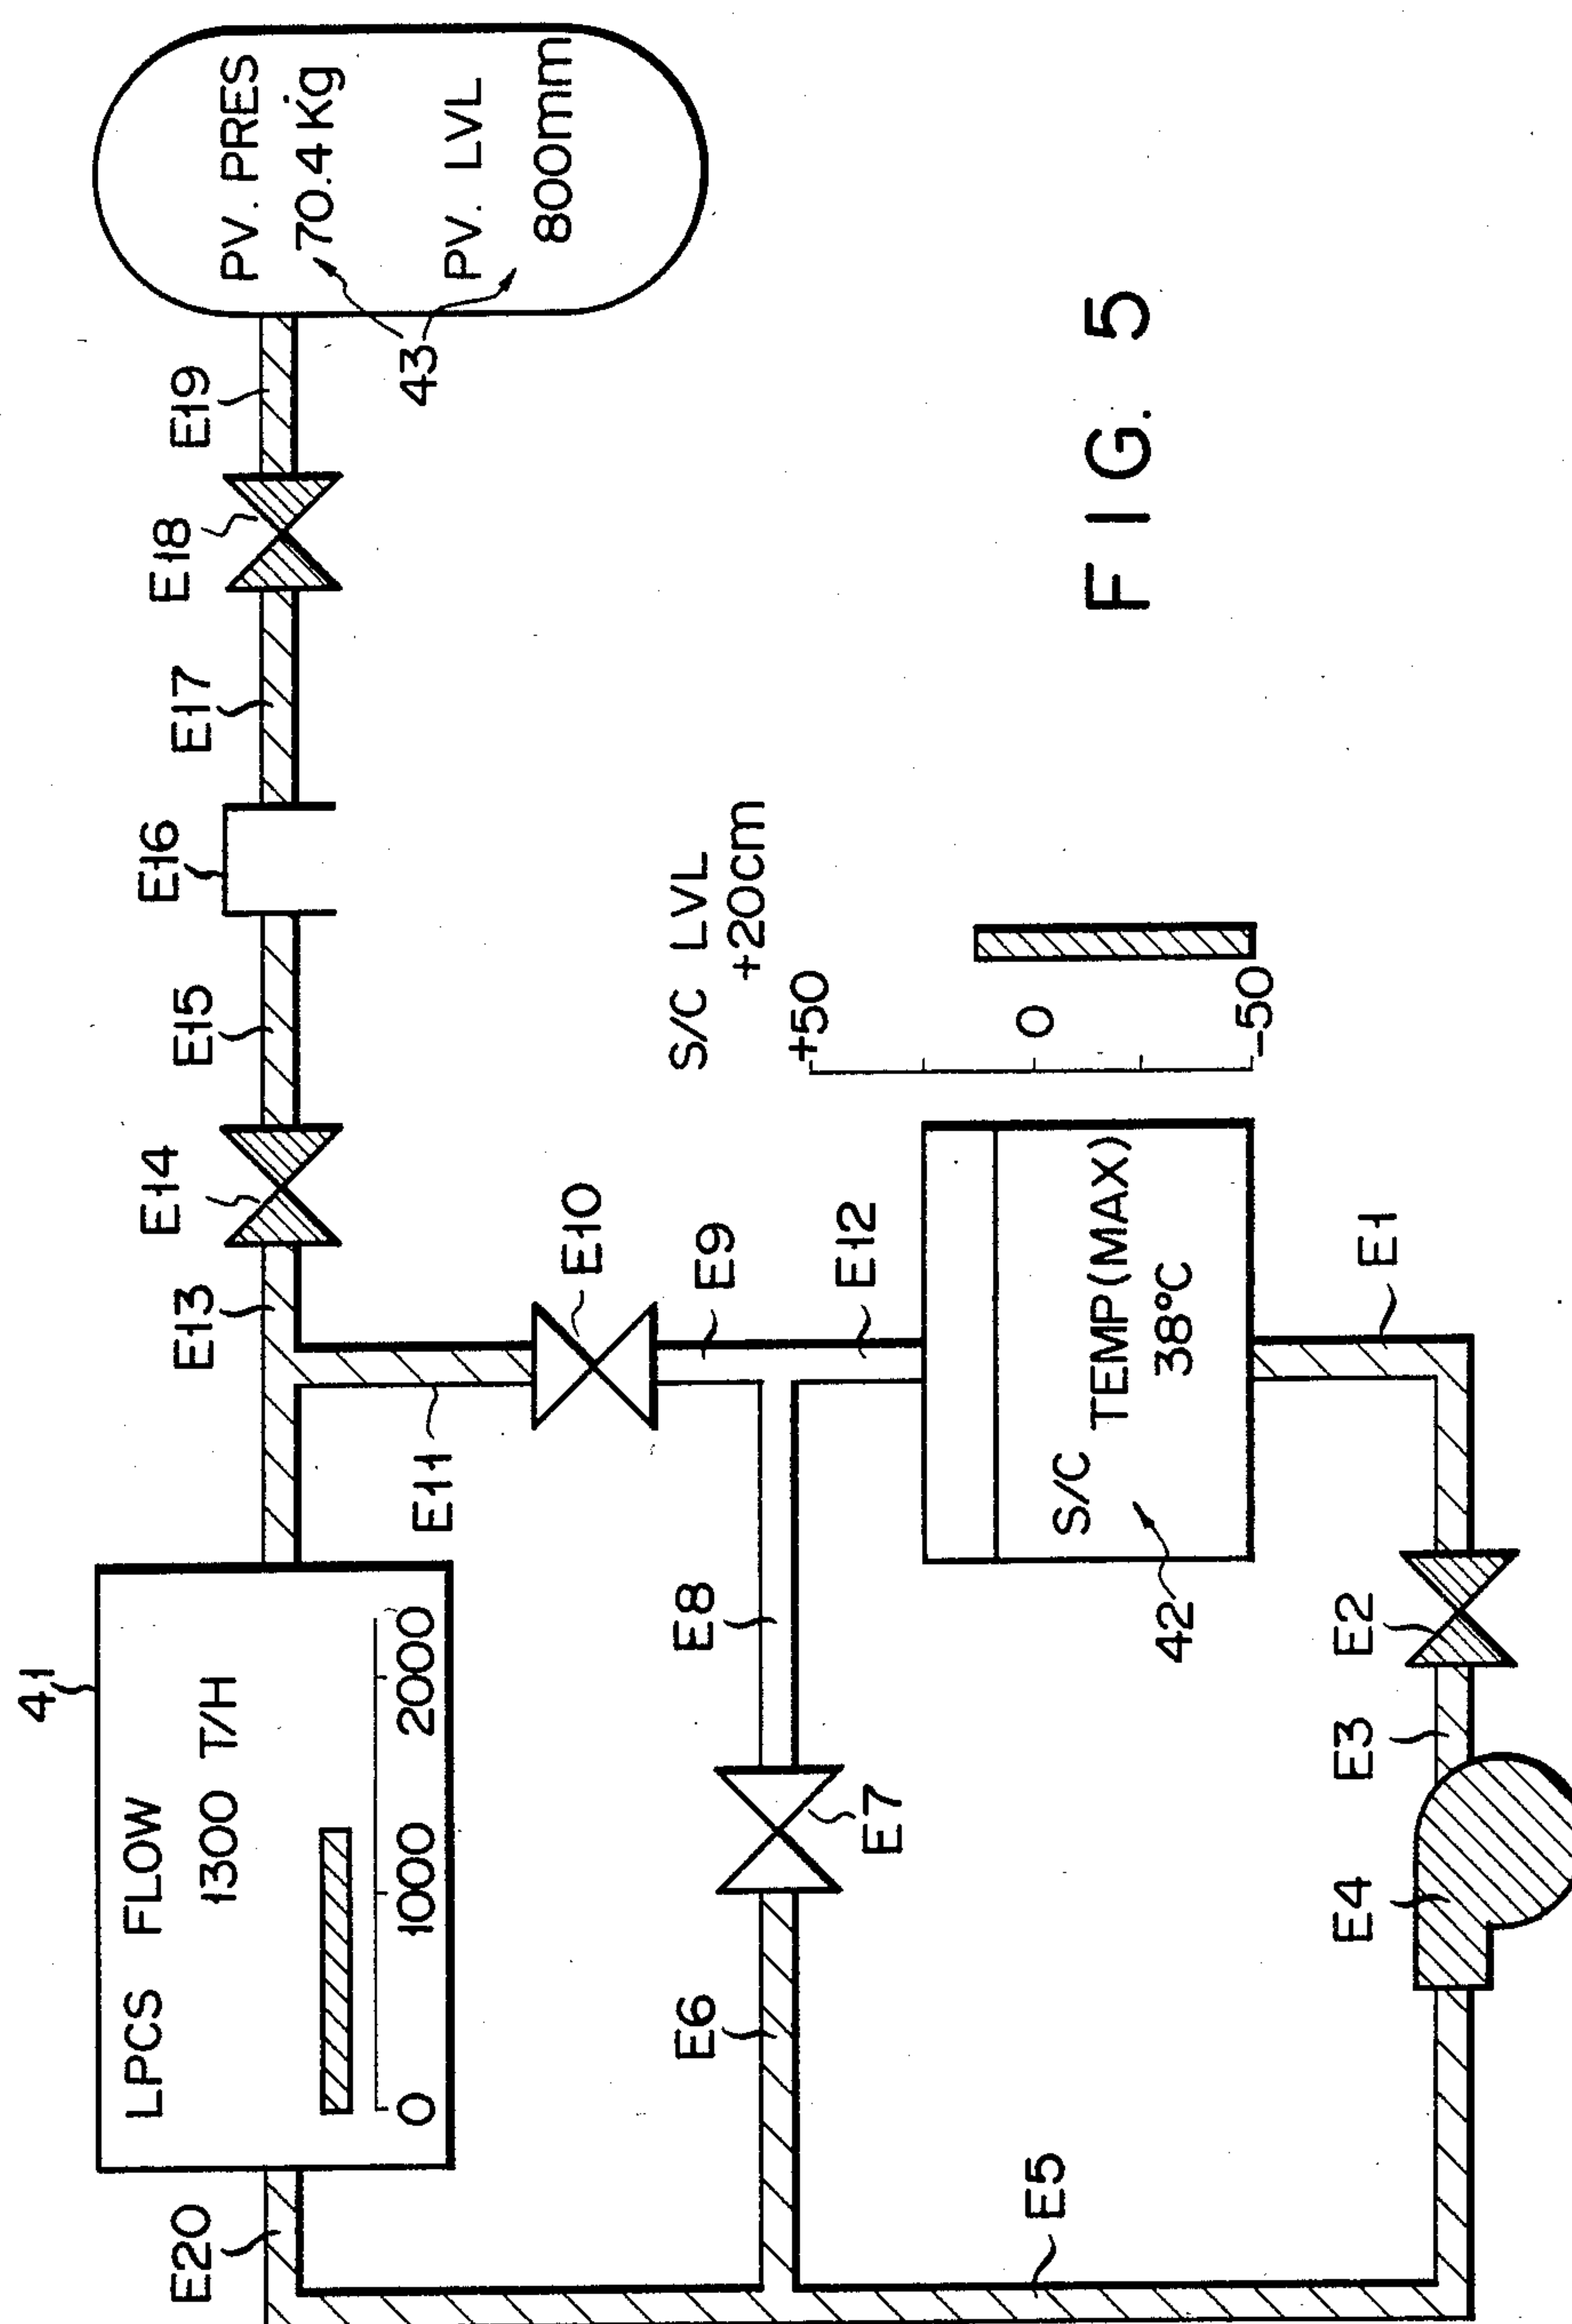 41
LPCS FLOW
1300 T/H
0 1000 2000
E20
E13
E14
E15
E16
E17
E18
E19
PV. PRES
70.4 Kg
PV. LVL
800mm
43
E11
E10
E9
E12
E8
E7
E6
E5
S/C LVL
+20cm
+50
0
-50
S/C
TEMP(MAX)
38°C
42
E1
E2
E3
E4
FIG. 5